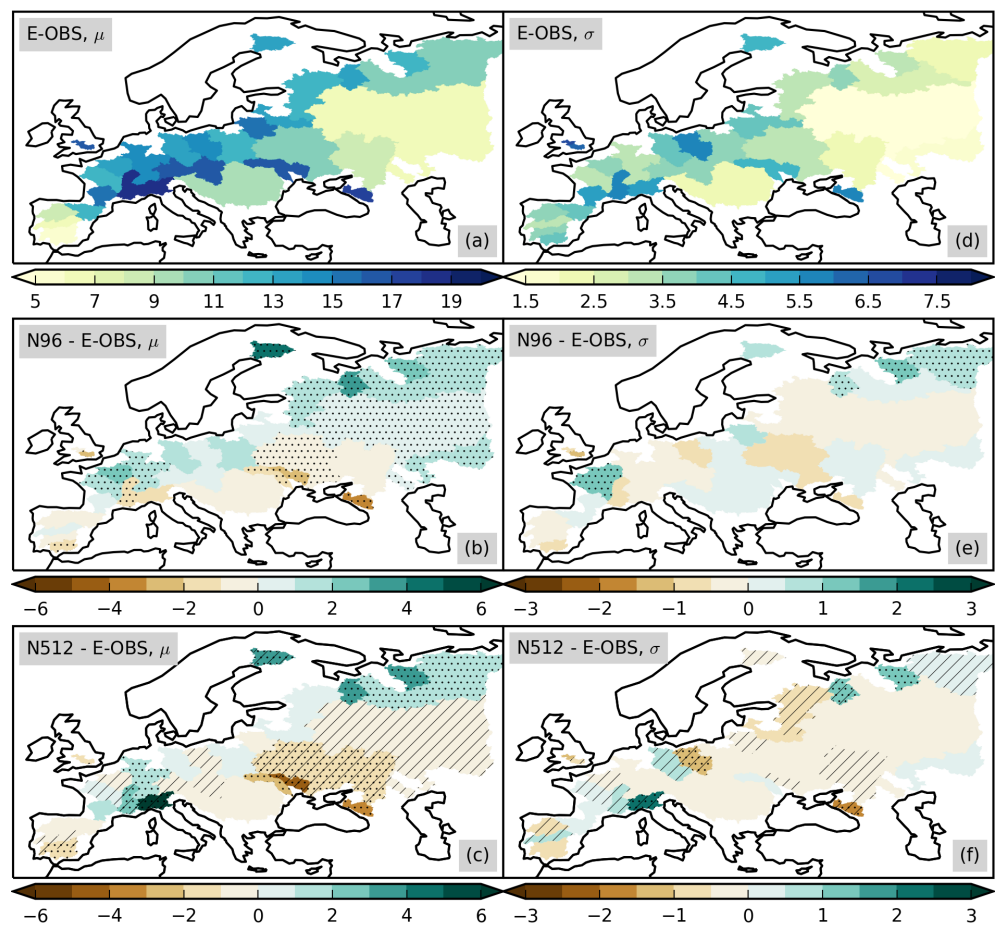 E-OBS, μ
E-OBS, σ
(a)
(d)
5 7 9 11 13 15 17 19
1.5 2.5 3.5 4.5 5.5 6.5 7.5
N96 - E-OBS, μ
N96 - E-OBS, σ
(b)
(e)
−6 −4 −2 0 2 4 6
−3 −2 −1 0 1 2 3
N512 - E-OBS, μ
N512 - E-OBS, σ
(c)
(f)
−6 −4 −2 0 2 4 6
−3 −2 −1 0 1 2 3